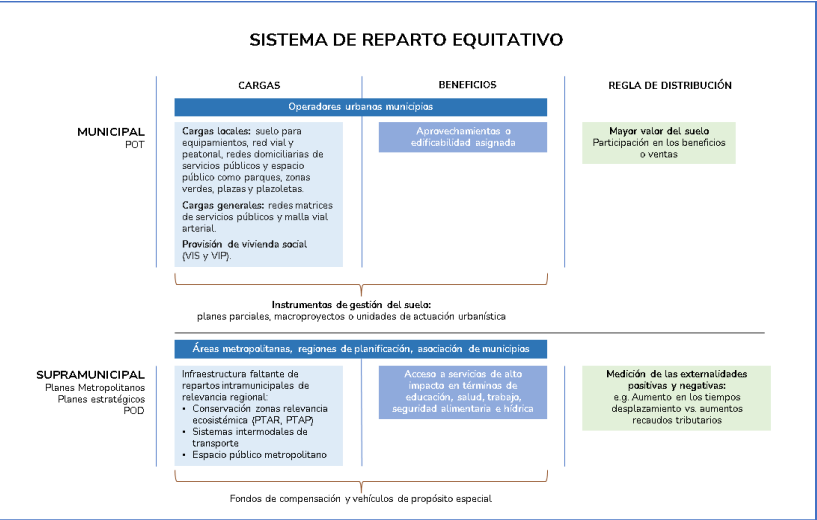 SISTEMA DE REPARTO EQUITATIVO
CARGAS
BENEFICIOS
REGLA DE DISTRIBUCIÓN
Operadores urbanos municipios
MUNICIPAL
POT
Cargas locales: suelo para
equipamientos, red vial y
peatonal, redes domiciliarias de
servicios públicos y espacio
público como parques, zonas
verdes, plazas y plazoletas.
Cargas generales: redes matrices
de servicios públicos y malla vial
arterial.
Provisión de vivienda social
(VIS y VIP).
Aprovechamientos o
edificabilidad asignada
Mayor valor del suelo
Participación en los beneficios
o ventas
Instrumentos de gestión del suelo:
planes parciales, macroproyectos o unidades de actuación urbanística
Áreas metropolitanas, regiones de planificación, asociación de municipios
SUPRAMUNICIPAL
Planes Metropolitanos
Planes estratégicos
POD
Infraestructura faltante de
repartos intramunicipales de
relevancia regional:
• Conservación zonas relevancia
ecosistémica (PTAR, PTAP)
• Sistemas intermodales de
transporte
• Espacio público metropolitano
Acceso a servicios de alto
impacto en términos de
educación, salud, trabajo,
seguridad alimentaria e hídrica
Medición de las externalidades
positivas y negativas:
e.g. Aumento en los tiempos
desplazamiento vs. aumentos
recaudos tributarios
Fondos de compensación y vehículos de propósito especial